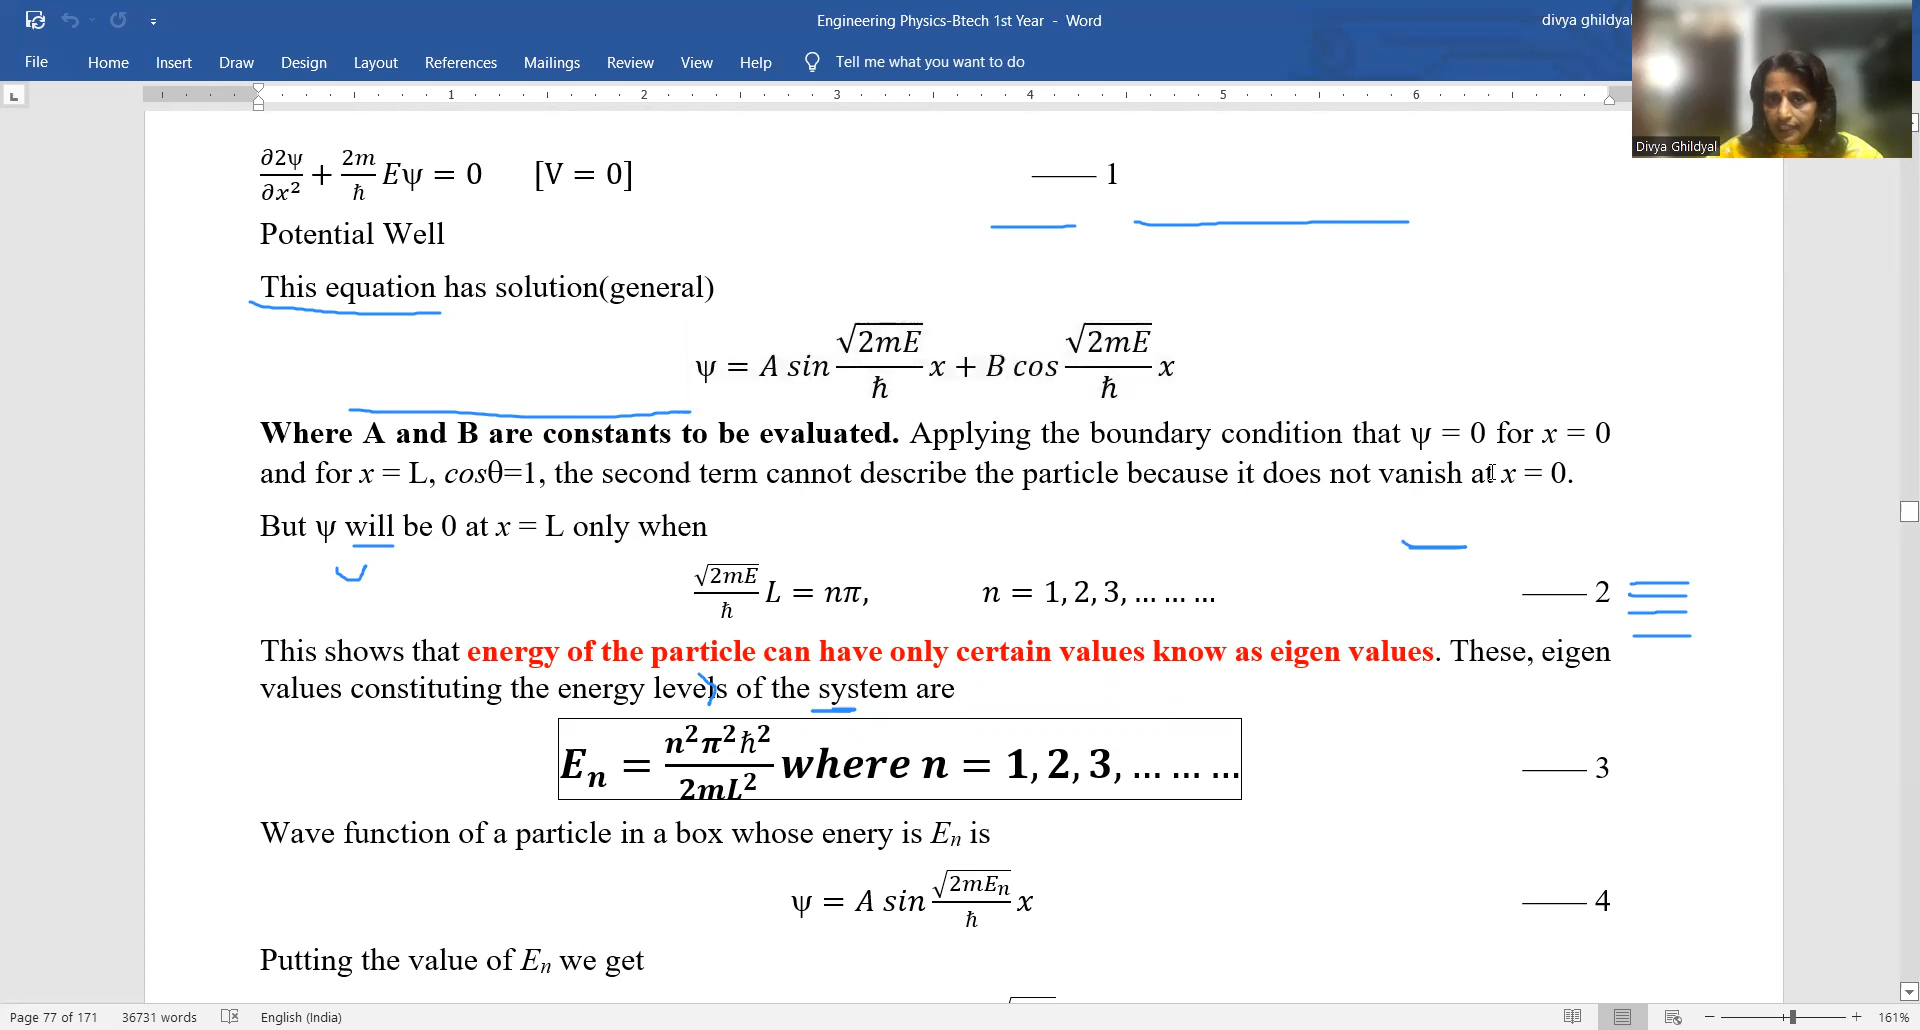 Engineering Physics-Btech 1st Year - Word
divya ghildyal
File Home Insert Draw Design Layout References Mailings Review View Help Tell me what you want to do
1 2 3 4 5 6
Divya Ghildyal
∂2ψ/∂x² + 2m/ħ Eψ = 0 [V = 0] —— 1
Potential Well
This equation has solution(general)
ψ = A sin √2mE/ħ x + B cos √2mE/ħ x
Where A and B are constants to be evaluated. Applying the boundary condition that ψ = 0 for x = 0
and for x = L, cosθ=1, the second term cannot describe the particle because it does not vanish at x = 0.
But ψ will be 0 at x = L only when
√2mE/ħ L = nπ, n = 1, 2, 3, ... ... ... —— 2
This shows that energy of the particle can have only certain values know as eigen values. These, eigen
values constituting the energy levels of the system are
Eₙ = n²π²ħ²/2mL² where n = 1, 2, 3, ... ... ... —— 3
Wave function of a particle in a box whose enery is Eₙ is
ψ = A sin √2mEₙ/ħ x —— 4
Putting the value of Eₙ we get
Page 77 of 171 36731 words English (India) 161%